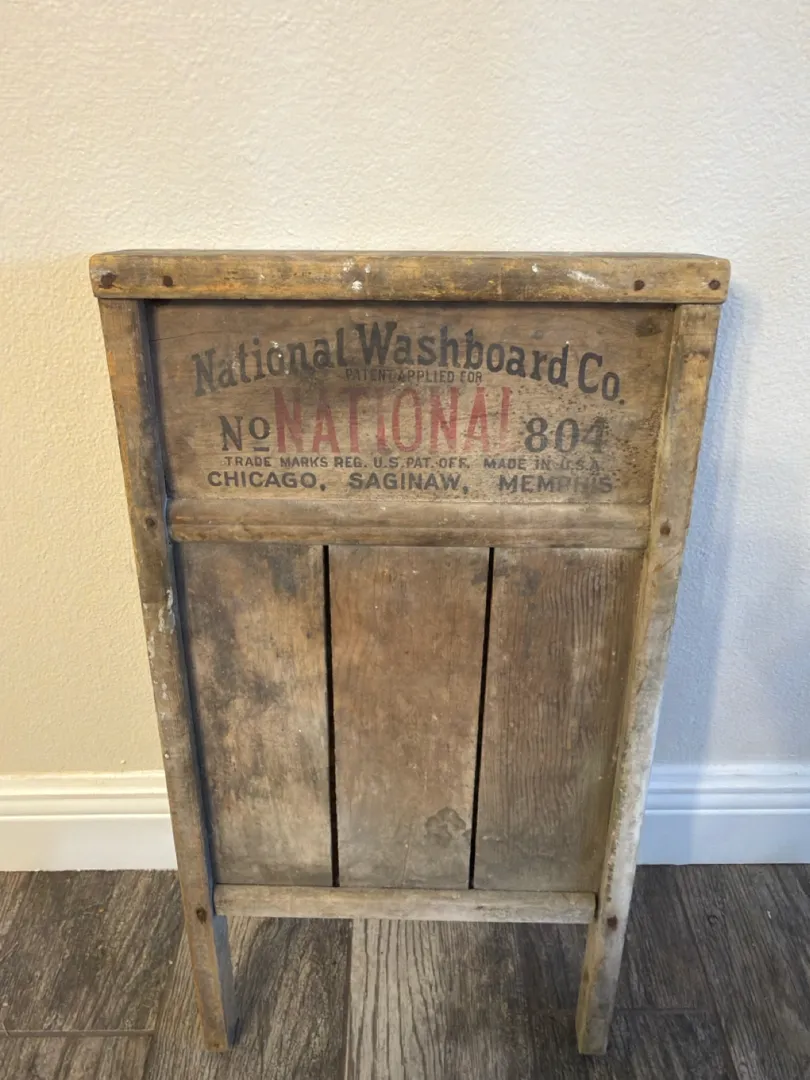 National Washboard Co.
PATENT APPLIED FOR
No NATIONAL 804
TRADE MARKS REG. U.S. PAT. OFF. MADE IN U.S.A.
CHICAGO, SAGINAW, MEMPHIS